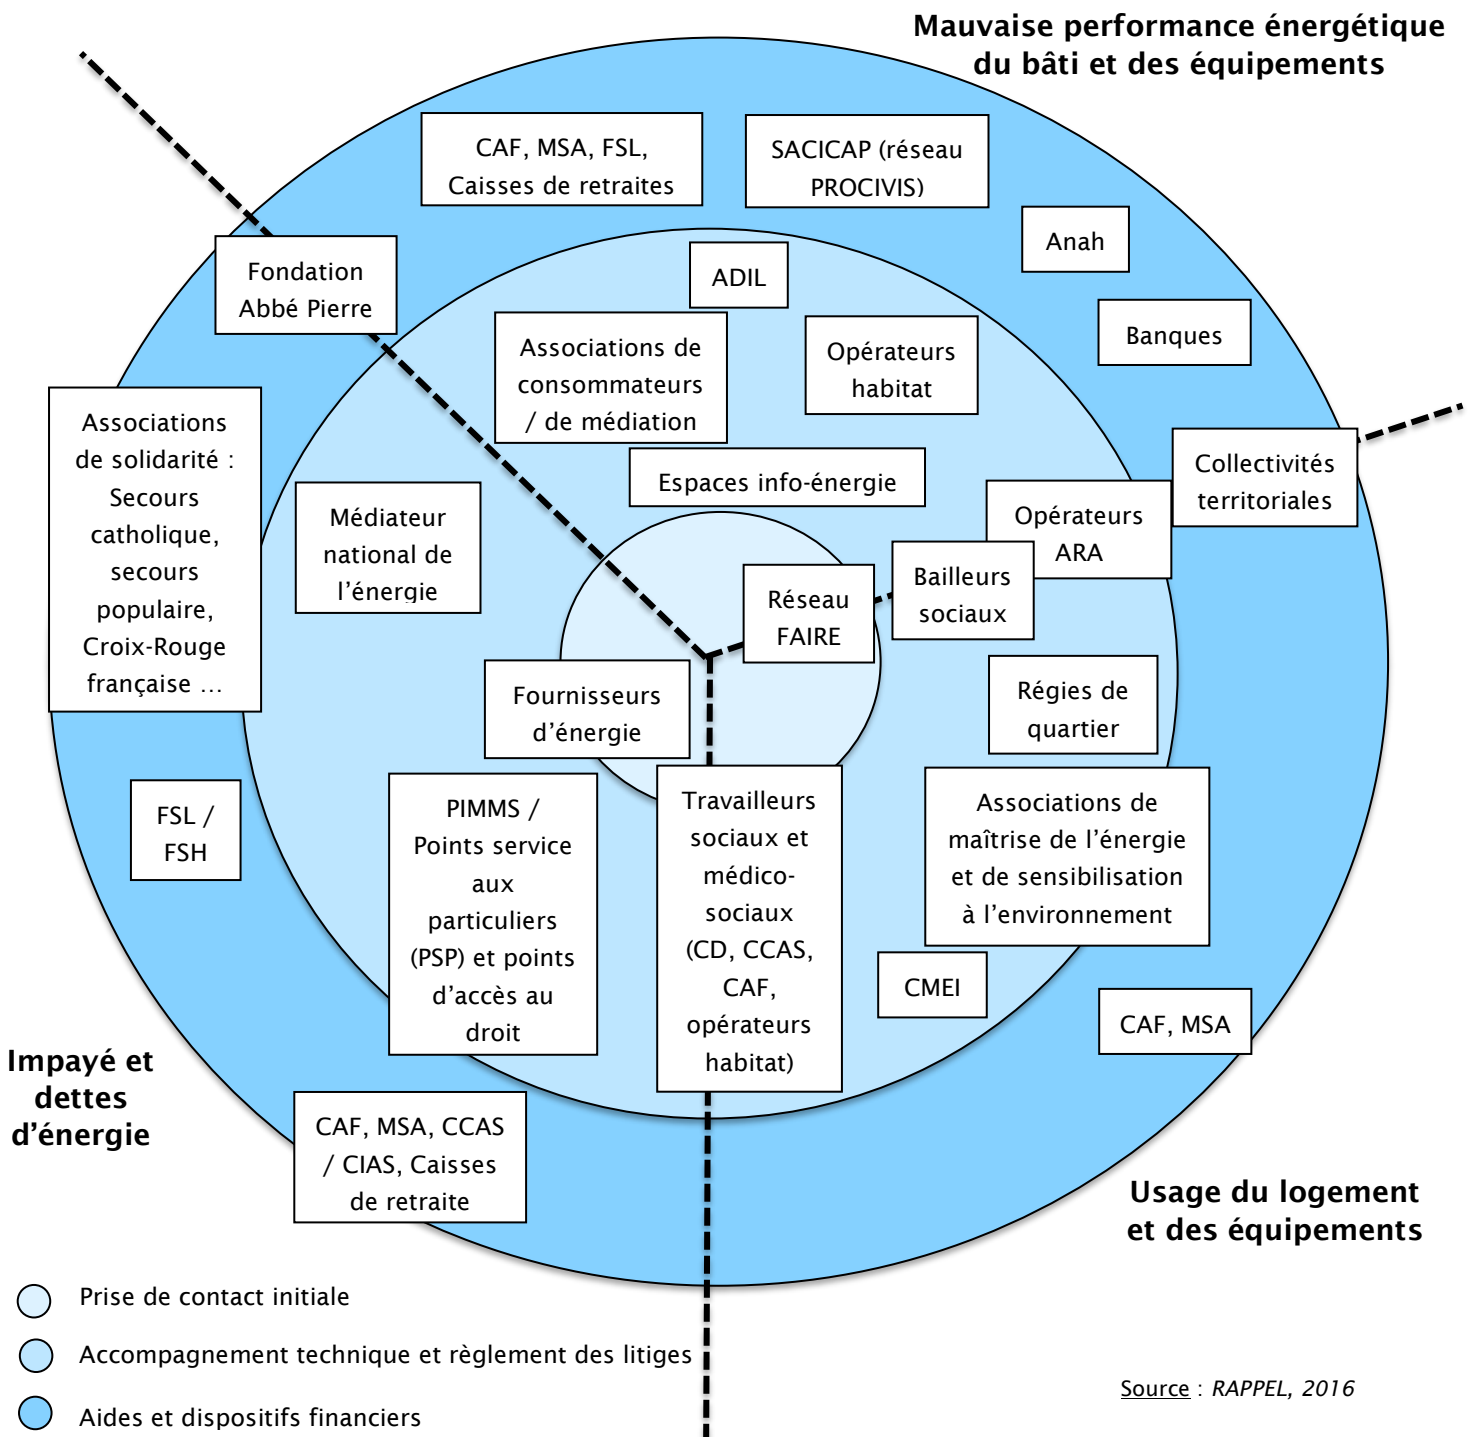 Mauvaise performance énergétique
du bâti et des équipements
CAF, MSA, FSL,
Caisses de retraites
SACICAP (réseau
PROCIVIS)
Anah
Banques
Fondation
Abbé Pierre
ADIL
Associations de
consommateurs
/ de médiation
Opérateurs
habitat
Espaces info-énergie
Collectivités
territoriales
Opérateurs
ARA
Bailleurs
sociaux
Réseau
FAIRE
Associations
de solidarité :
Secours
catholique,
secours
populaire,
Croix-Rouge
française ...
Médiateur
national de
l'énergie
Fournisseurs
d'énergie
Régies de
quartier
FSL /
FSH
PIMMS /
Points service
aux
particuliers
(PSP) et points
d'accès au
droit
Travailleurs
sociaux et
médico-
sociaux
(CD, CCAS,
CAF,
opérateurs
habitat)
Associations de
maîtrise de l'énergie
et de sensibilisation
à l'environnement
CMEI
CAF, MSA
Impayé et
dettes
d'énergie
CAF, MSA, CCAS
/ CIAS, Caisses
de retraite
Usage du logement
et des équipements
Prise de contact initiale
Accompagnement technique et règlement des litiges
Aides et dispositifs financiers
Source : RAPPEL, 2016